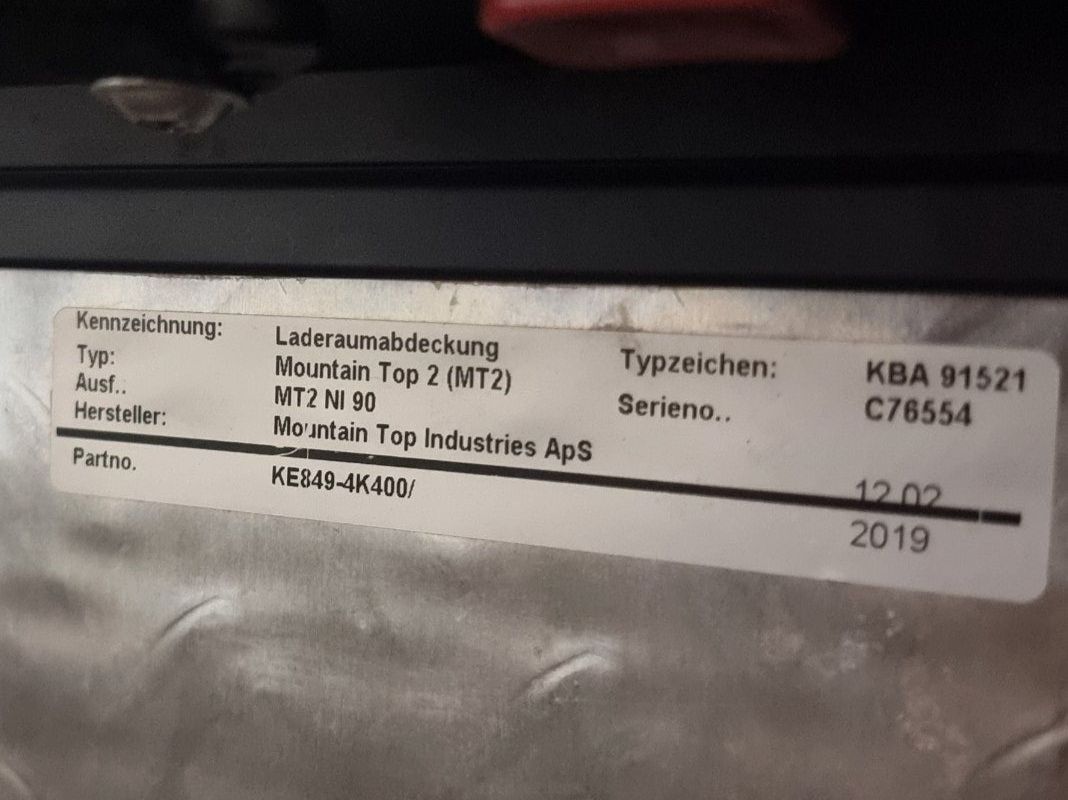 Kennzeichnung: Laderaumabdeckung Typzeichen: KBA 91521
Typ: Mountain Top 2 (MT2) Serieno.. C76554
Ausf.. MT2 NI 90
Hersteller: Mountain Top Industries ApS
12.02
Partno. KE849-4K400/ 2019